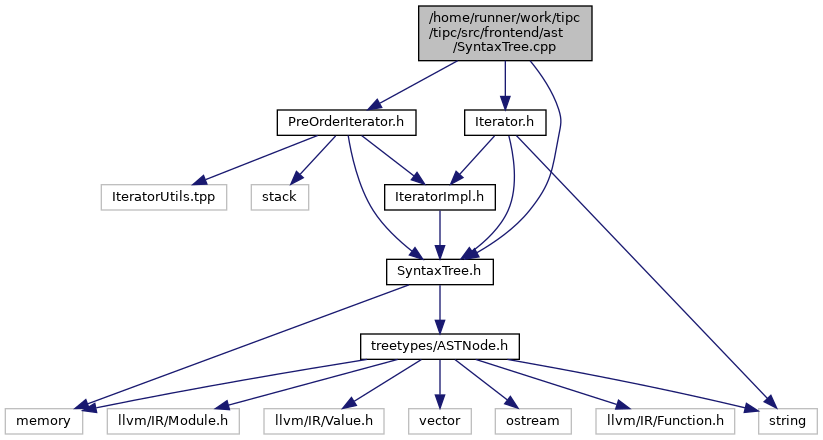 /home/runner/work/tipc
/tipc/src/frontend/ast
/SyntaxTree.cpp
PreOrderIterator.h
Iterator.h
IteratorUtils.tpp
stack
IteratorImpl.h
SyntaxTree.h
treetypes/ASTNode.h
memory
llvm/IR/Module.h
llvm/IR/Value.h
vector
ostream
llvm/IR/Function.h
string